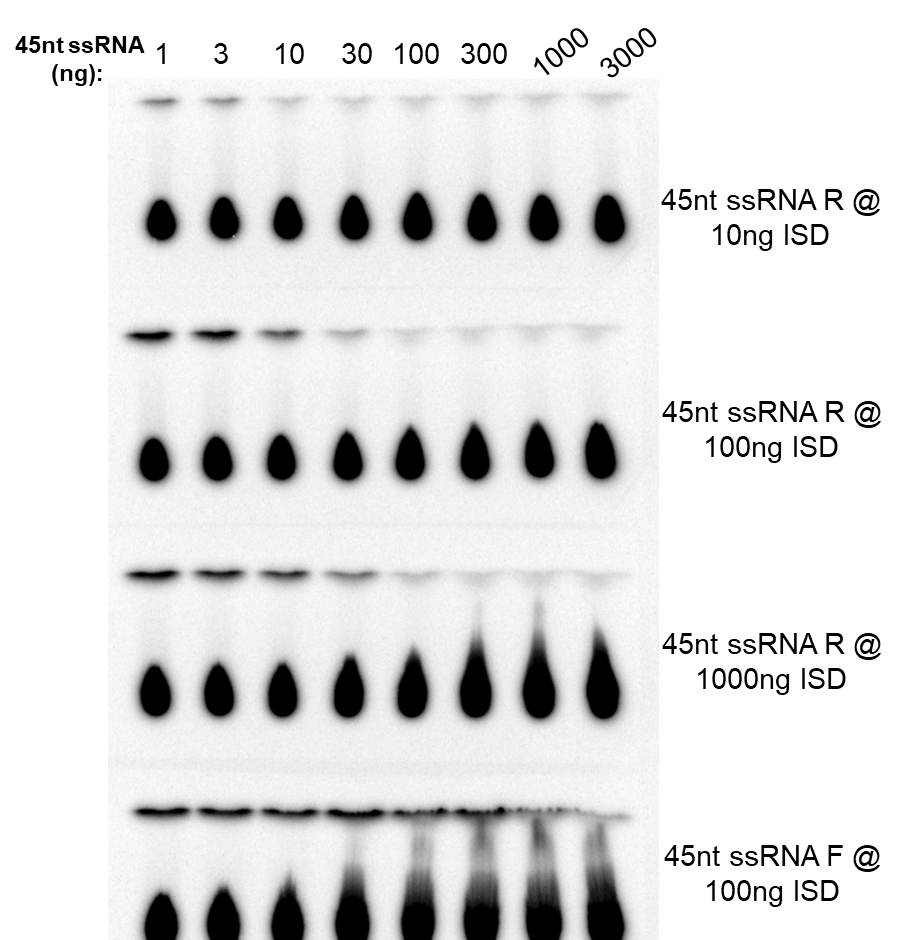 45nt ssRNA
(ng):
1 3 10 30 100 300 1000 3000
45nt ssRNA R @
10ng ISD
45nt ssRNA R @
100ng ISD
45nt ssRNA R @
1000ng ISD
45nt ssRNA F @
100ng ISD